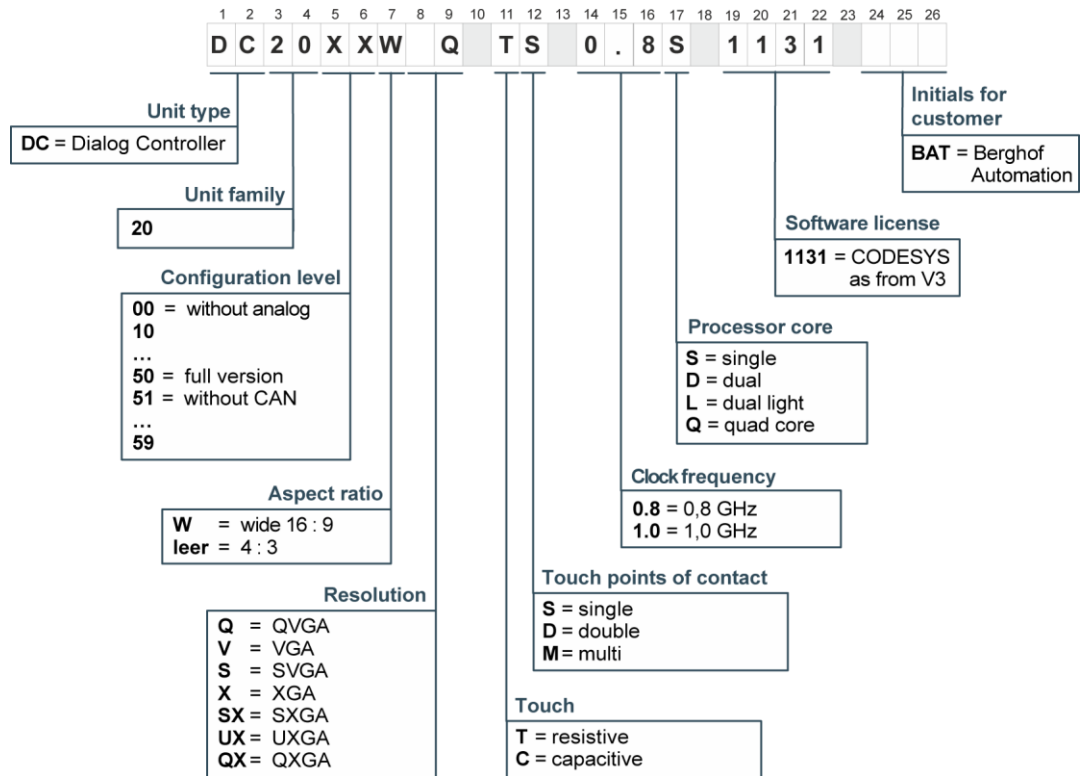 1 2 3 4 5 6 7 8 9 10 11 12 13 14 15 16 17 18 19 20 21 22 23 24 25 26
D C 2 0 X X W Q T S 0 . 8 S 1 1 3 1
Unit type
DC = Dialog Controller
Unit family
20
Configuration level
00 = without analog
10
...
50 = full version
51 = without CAN
...
59
Aspect ratio
W = wide 16 : 9
leer = 4 : 3
Resolution
Q = QVGA
V = VGA
S = SVGA
X = XGA
SX = SXGA
UX = UXGA
QX = QXGA
Touch
T = resistive
C = capacitive
Touch points of contact
S = single
D = double
M = multi
Clock frequency
0.8 = 0,8 GHz
1.0 = 1,0 GHz
Processor core
S = single
D = dual
L = dual light
Q = quad core
Software license
1131 = CODESYS
as from V3
Initials for
customer
BAT = Berghof
Automation